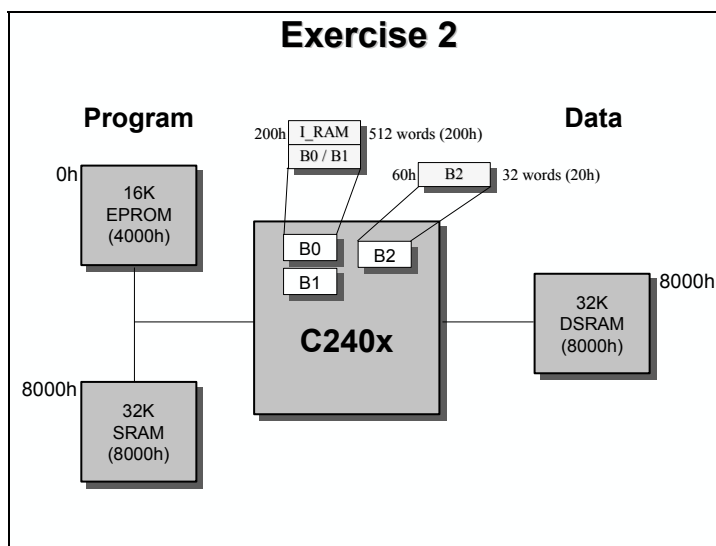 Exercise 2
Program
Data
200h
I_RAM
B0 / B1
512 words (200h)
60h
B2
32 words (20h)
0h
16K
EPROM
(4000h)
B0
B1
B2
C240x
8000h
32K
DSRAM
(8000h)
8000h
32K
SRAM
(8000h)